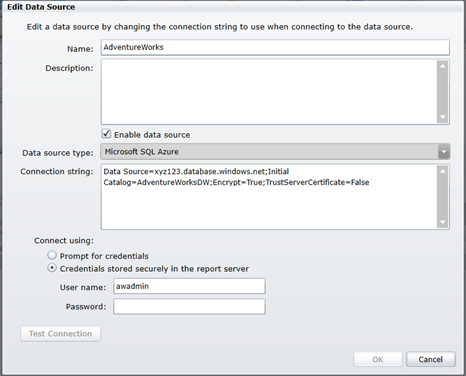 Edit Data Source
Edit a data source by changing the connection string to use when connecting to the data source.
Name: AdventureWorks
Description:
Enable data source
Data source type: Microsoft SQL Azure
Connection string: Data Source=xyz123.database.windows.net;Initial
Catalog=AdventureWorksDW;Encrypt=True;TrustServerCertificate=False
Connect using:
Prompt for credentials
Credentials stored securely in the report server
User name: awadmin
Password:
Test Connection
OK Cancel